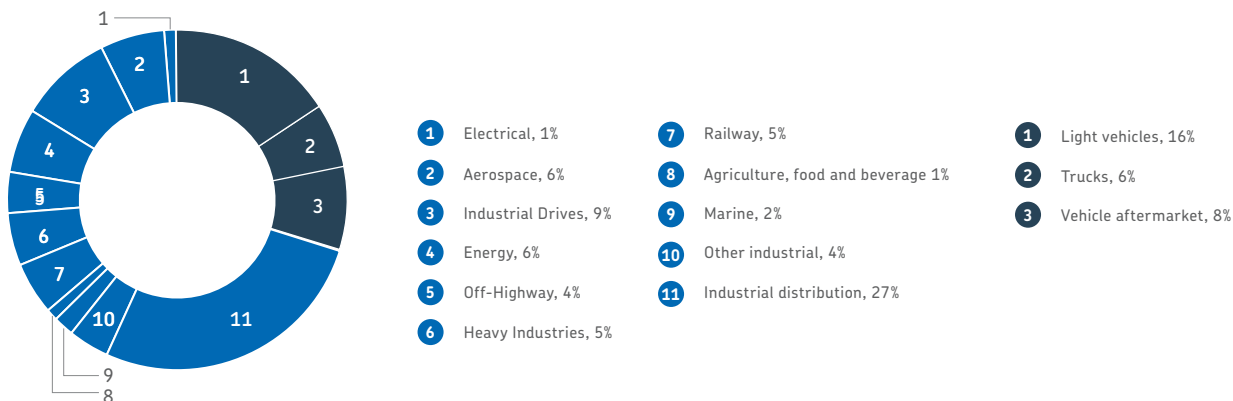 1
2
1
3
2
4
5
3
6
7
10
11
9
8
1 Electrical, 1%
2 Aerospace, 6%
3 Industrial Drives, 9%
4 Energy, 6%
5 Off-Highway, 4%
6 Heavy Industries, 5%
7 Railway, 5%
8 Agriculture, food and beverage 1%
9 Marine, 2%
10 Other industrial, 4%
11 Industrial distribution, 27%
1 Light vehicles, 16%
2 Trucks, 6%
3 Vehicle aftermarket, 8%